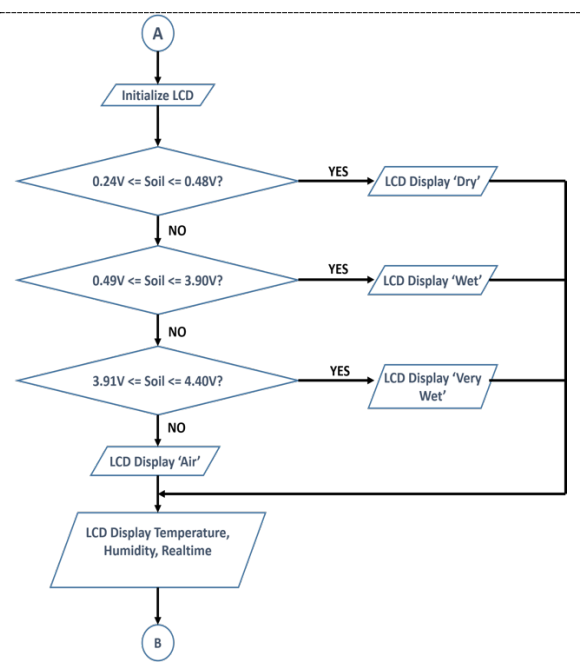 A
Initialize LCD
0.24V <= Soil <= 0.48V?
YES
LCD Display ‘Dry’
NO
0.49V <= Soil <= 3.90V?
YES
LCD Display ‘Wet’
NO
3.91V <= Soil <= 4.40V?
YES
LCD Display ‘Very
Wet’
NO
LCD Display ‘Air’
LCD Display Temperature,
Humidity, Realtime
B